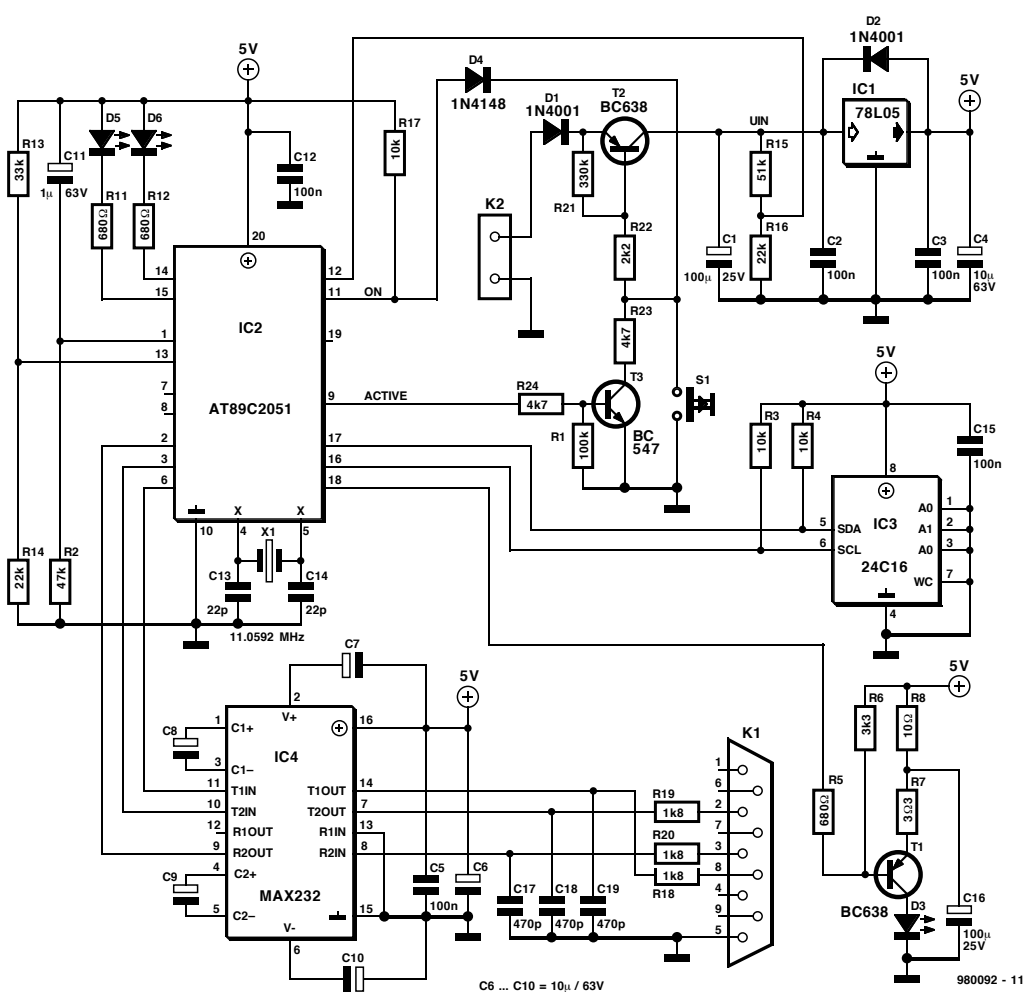 D2
1N4001
5V
D4
1N4148
D1
1N4001
T2
BC638
IC1
78L05
5V
UIN
D5
D6
R13
33k
C11
1µ
63V
R11
680Ω
R12
680Ω
C12
100n
R17
10k
R21
330k
K2
R22
2k2
R15
51k
R16
22k
C1
100µ
25V
C2
100n
C3
100n
C4
10µ
63V
20
14
15
1
13
7
8
2
3
6
IC2
AT89C2051
12
11
ON
19
9
ACTIVE
17
16
18
X
X
10
4
5
X1
R23
4k7
R24
4k7
T3
BC
547
R1
100k
S1
5V
R3
10k
R4
10k
C15
100n
8
IC3
24C16
5
SDA
6
SCL
A0
1
A1
2
A0
3
WC
7
4
R14
22k
R2
47k
C13
22p
C14
22p
11.0592 MHz
C7
5V
2
V+
IC4
MAX232
1
C1+
3
C1–
11
T1IN
10
T2IN
12
R1OUT
9
R2OUT
4
C2+
5
C2–
V-
6
16
T1OUT
14
T2OUT
7
R1IN
13
R2IN
8
15
C8
C9
C10
C5
100n
C6
C17
470p
C18
470p
C19
470p
R19
1k8
R20
1k8
1k8
R18
K1
1
6
2
7
3
8
4
9
5
5V
R6
3k3
R8
10Ω
R5
680Ω
R7
3Ω3
T1
BC638
D3
C16
100µ
25V
C6 ... C10 = 10µ / 63V
980092 - 11